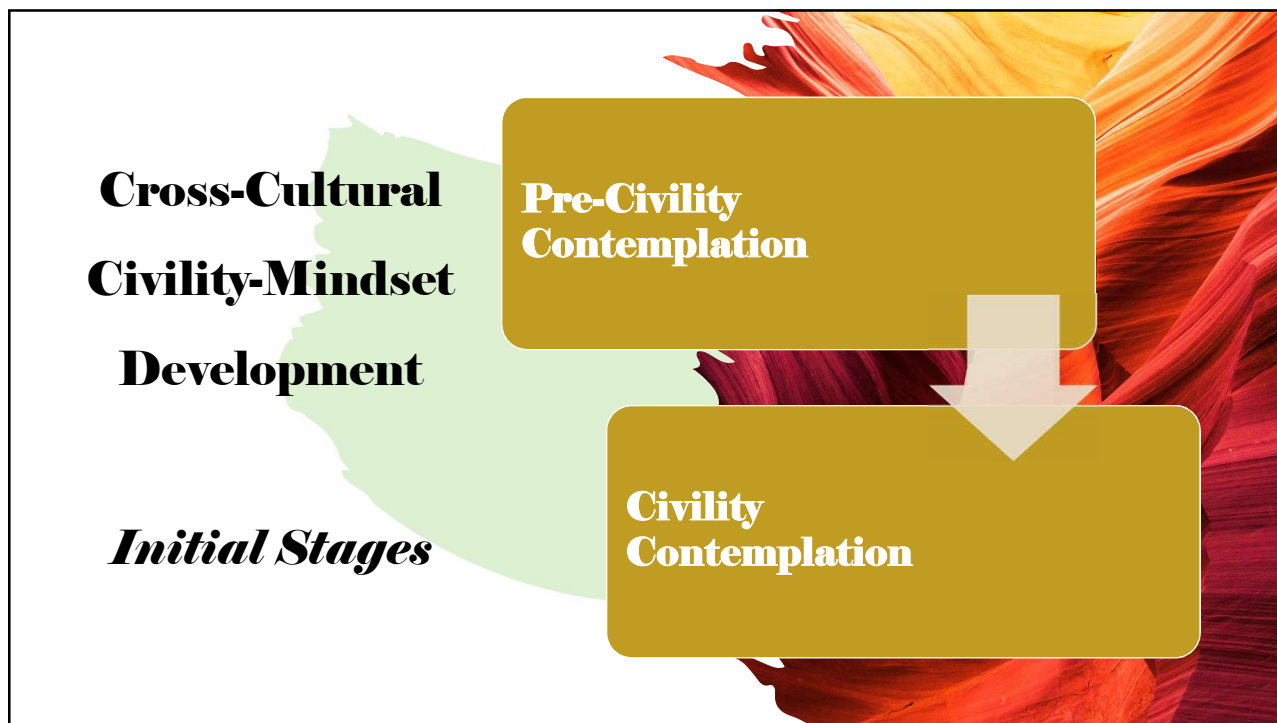 Cross-Cultural
Civility-Mindset
Development
Initial Stages
Pre-Civility
Contemplation
Civility
Contemplation